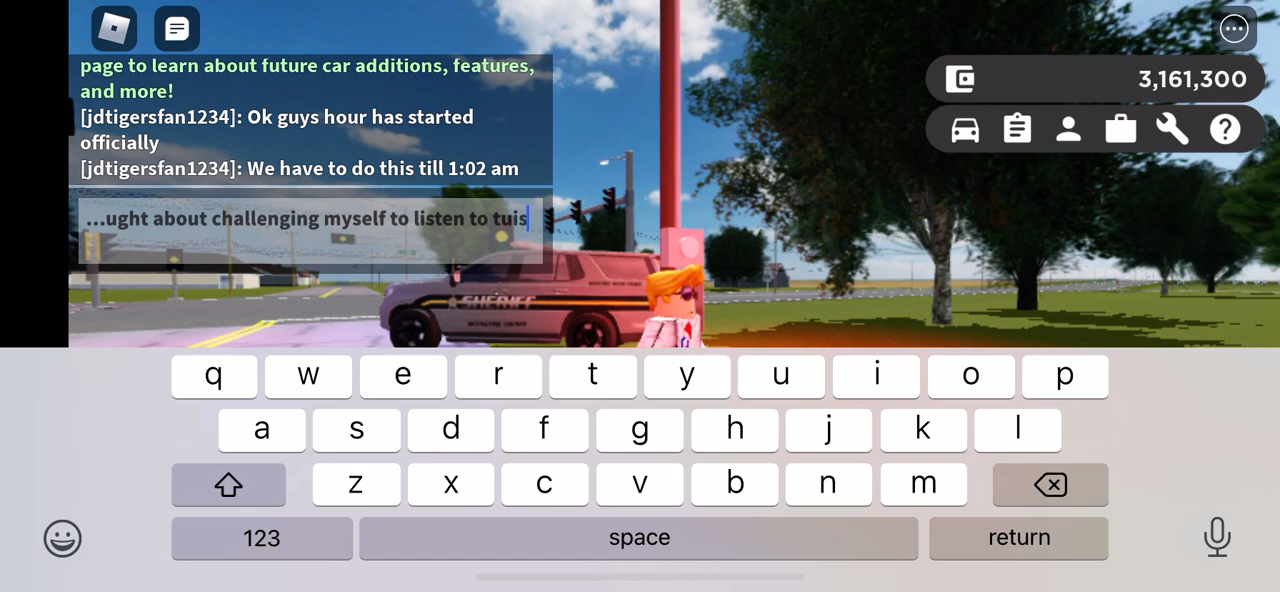 page to learn about future car additions, features,
and more!
[jdtigersfan1234]: Ok guys hour has started
officially
[jdtigersfan1234]: We have to do this till 1:02 am
...ught about challenging myself to listen to tuis
3,161,300
SHERIFF
q w e r t y u i o p
a s d f g h j k l
z x c v b n m
123 space return